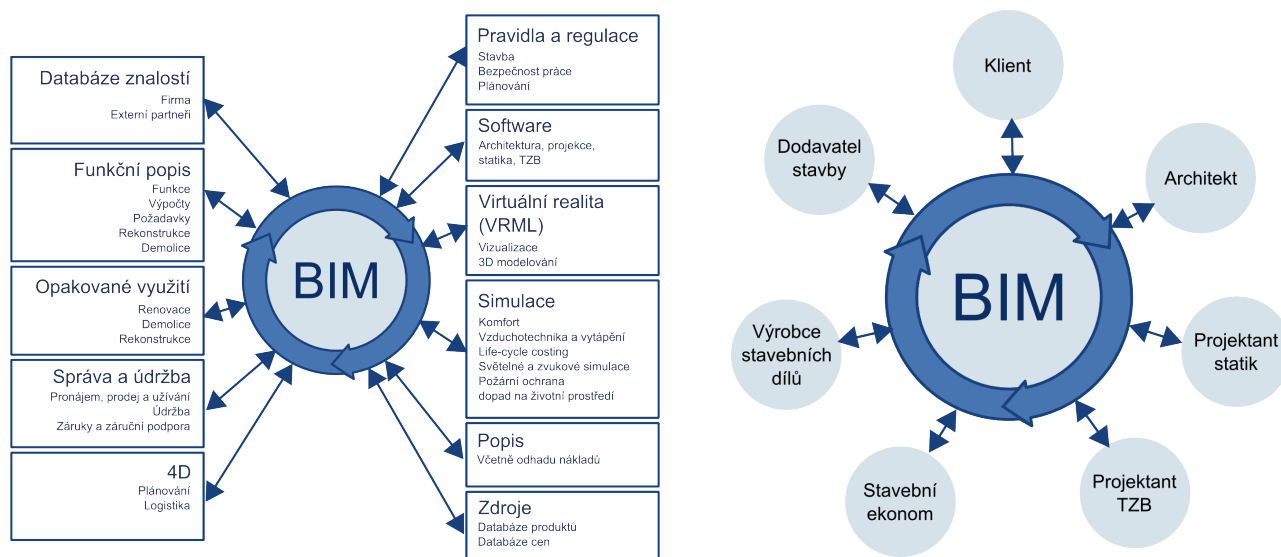 Databáze znalostí
Firma
Externí partneři
Funkční popis
Funkce
Výpočty
Požadavky
Rekonstrukce
Demolice
Opakované využití
Renovace
Demolice
Rekonstrukce
Správa a údržba
Pronájem, prodej a užívání
Údržba
Záruky a záruční podpora
4D
Plánování
Logistika
BIM
Pravidla a regulace
Stavba
Bezpečnost práce
Plánování
Software
Architektura, projekce,
statika, TZB
Virtuální realita
(VRML)
Vizualizace
3D modelování
Simulace
Komfort
Vzduchotechnika a vytápění
Life-cycle costing
Světelné a zvukové simulace
Požární ochrana
dopad na životní prostředí
Popis
Včetně odhadu nákladů
Zdroje
Databáze produktů
Databáze cen
Klient
Dodavatel
stavby
Architekt
BIM
Výrobce
stavebních
dílů
Projektant
statik
Stavební
ekonom
Projektant
TZB